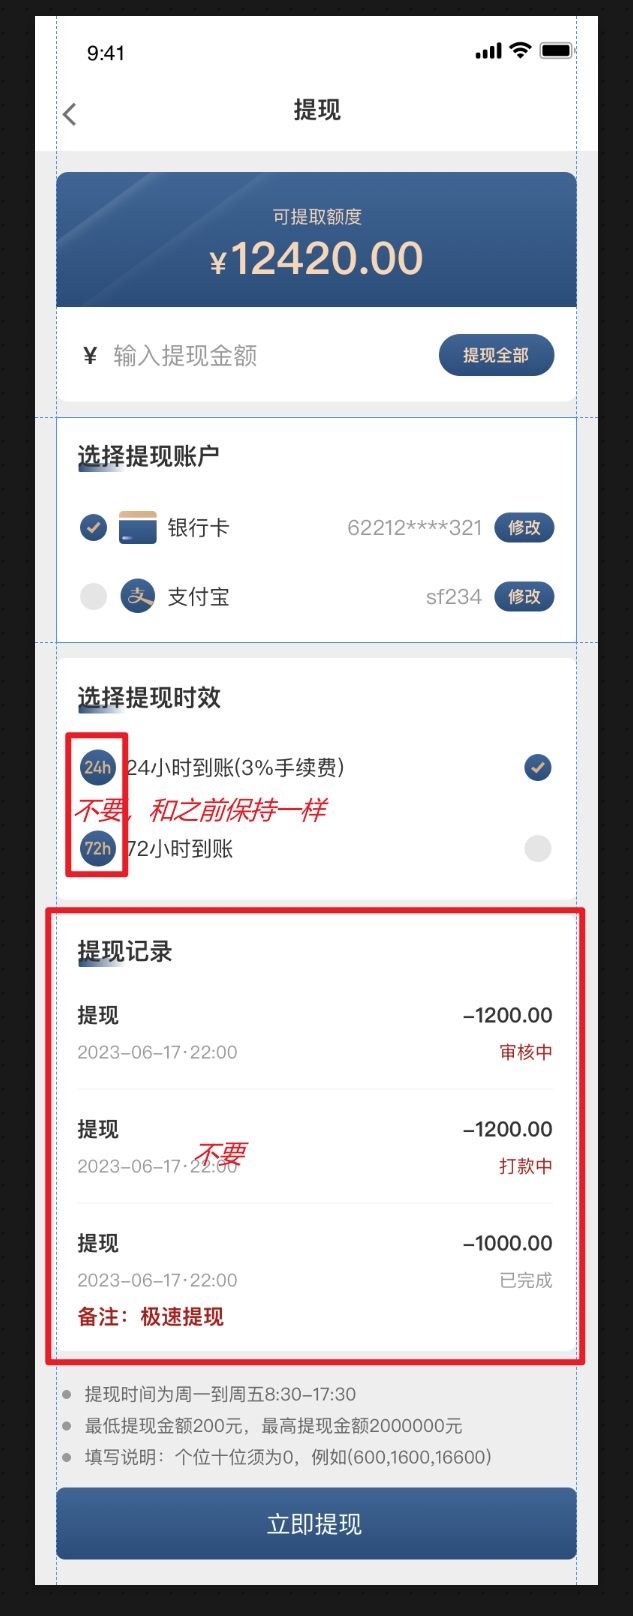 9:41
提现
可提取额度
¥12420.00
¥ 输入提现金额 提现全部
选择提现账户
银行卡 62212****321 修改
支 支付宝 sf234 修改
选择提现时效
24h 24小时到账(3%手续费)
不要，和之前保持一样
72h 72小时到账
提现记录
提现 -1200.00
2023-06-17·22:00 审核中
提现 -1200.00
不要
2023-06-17·22:00 打款中
提现 -1000.00
2023-06-17·22:00 已完成
备注：极速提现
提现时间为周一到周五8:30-17:30
最低提现金额200元，最高提现金额2000000元
填写说明：个位十位须为0，例如(600,1600,16600)
立即提现